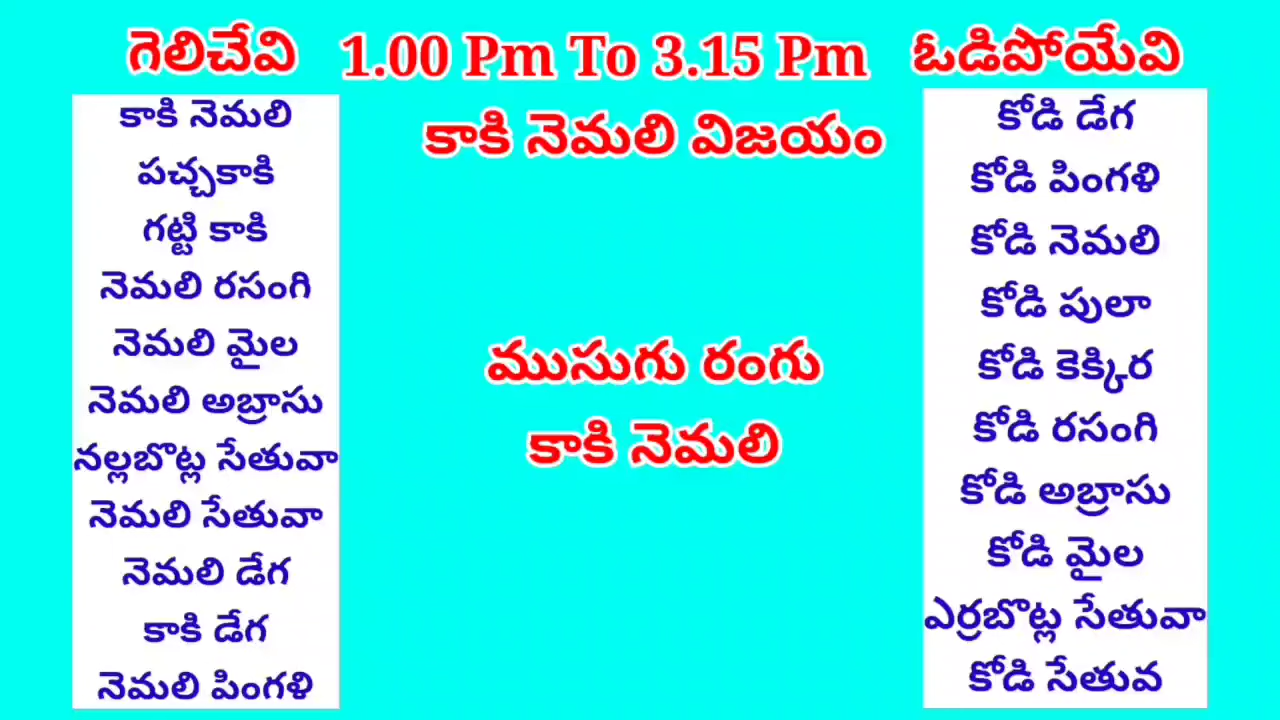 గెలిచేవి 1.00 Pm To 3.15 Pm ఓడిపోయేవి
కాకి నెమలి విజయం
ముసుగు రంగు
కాకి నెమలి
కాకి నెమలి
పచ్చకాకి
గట్టి కాకి
నెమలి రసంగి
నెమలి మైల
నెమలి అబ్రాసు
నల్లబొట్ల సేతువా
నెమలి సేతువా
నెమలి డేగ
కాకి డేగ
నెమలి పింగళి
కోడి డేగ
కోడి పింగళి
కోడి నెమలి
కోడి పులా
కోడి కెక్కిర
కోడి రసంగి
కోడి అబ్రాసు
కోడి మైల
ఎర్రబొట్ల సేతువా
కోడి సేతువ